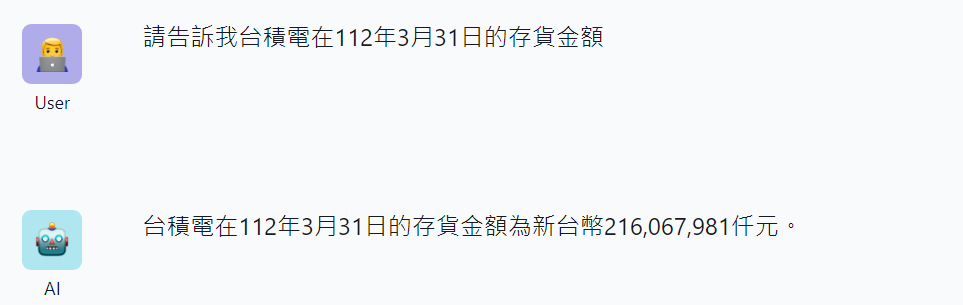 請告訴我台積電在112年3月31日的存貨金額
User
台積電在112年3月31日的存貨金額為新台幣216,067,981仟元。
AI